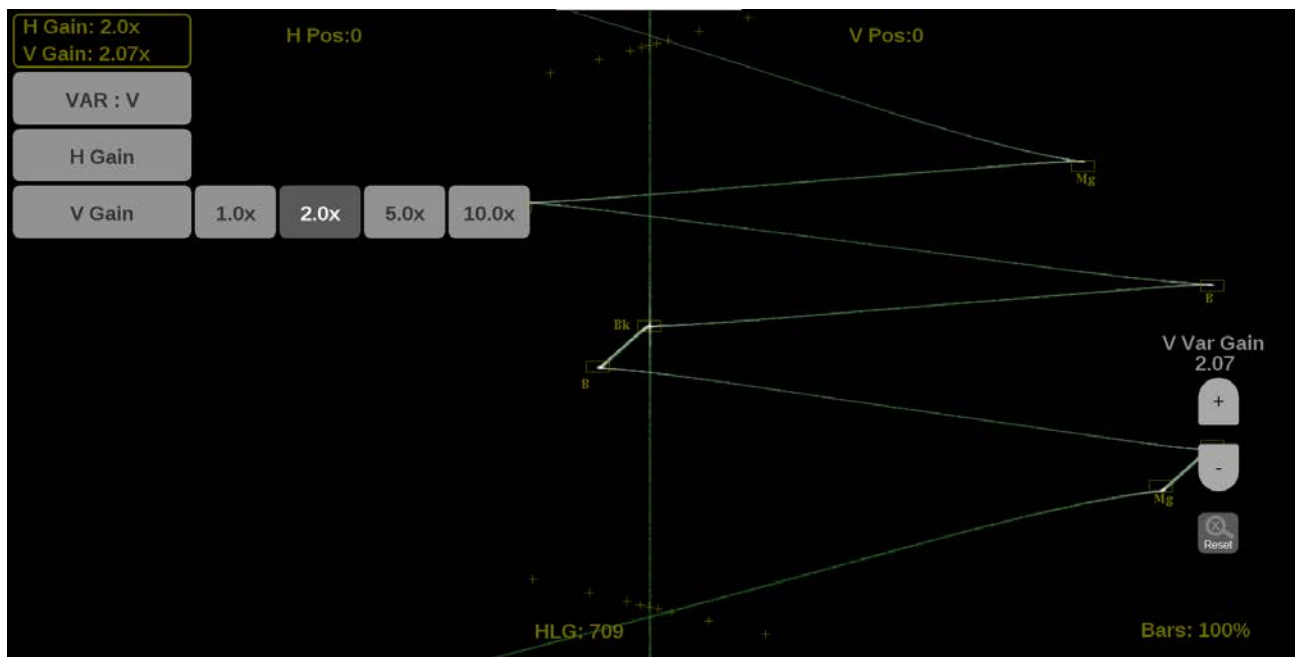 H Gain: 2.0x
V Gain: 2.07x
H Pos:0
V Pos:0
VAR : V
H Gain
V Gain
1.0x
2.0x
5.0x
10.0x
Mg
B
Bk
B
V Var Gain
2.07
+
-
Mg
Reset
HLG: 709
Bars: 100%